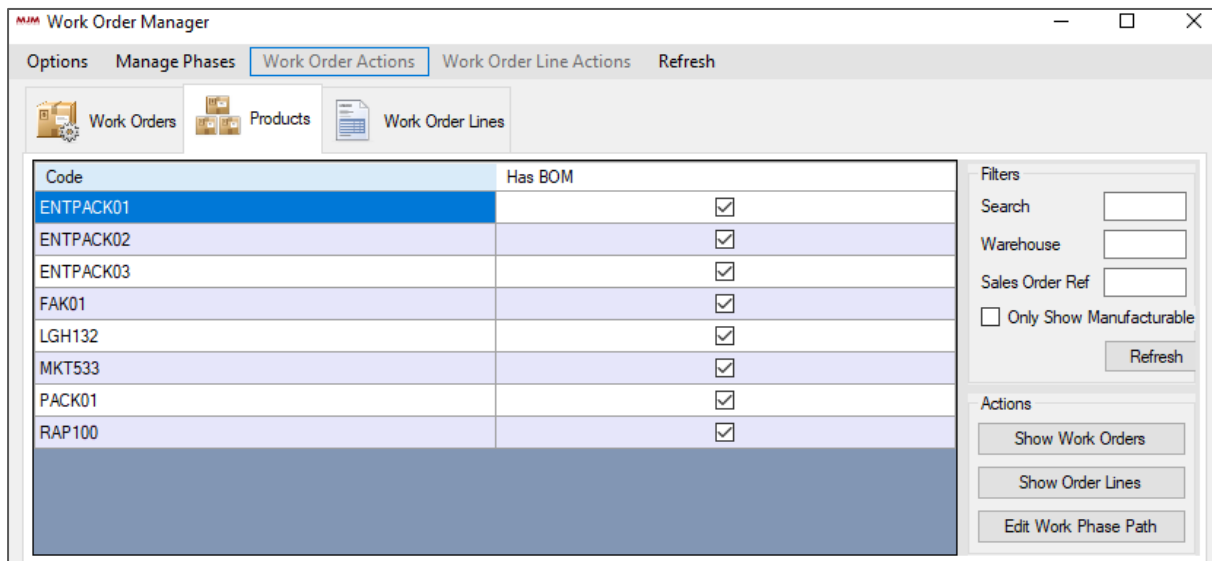 MJM Work Order Manager
Options Manage Phases Work Order Actions Work Order Line Actions Refresh
Work Orders Products Work Order Lines
Code Has BOM
ENTPACK01
ENTPACK02
ENTPACK03
FAK01
LGH132
MKT533
PACK01
RAP100
Filters
Search
Warehouse
Sales Order Ref
Only Show Manufacturable
Refresh
Actions
Show Work Orders
Show Order Lines
Edit Work Phase Path